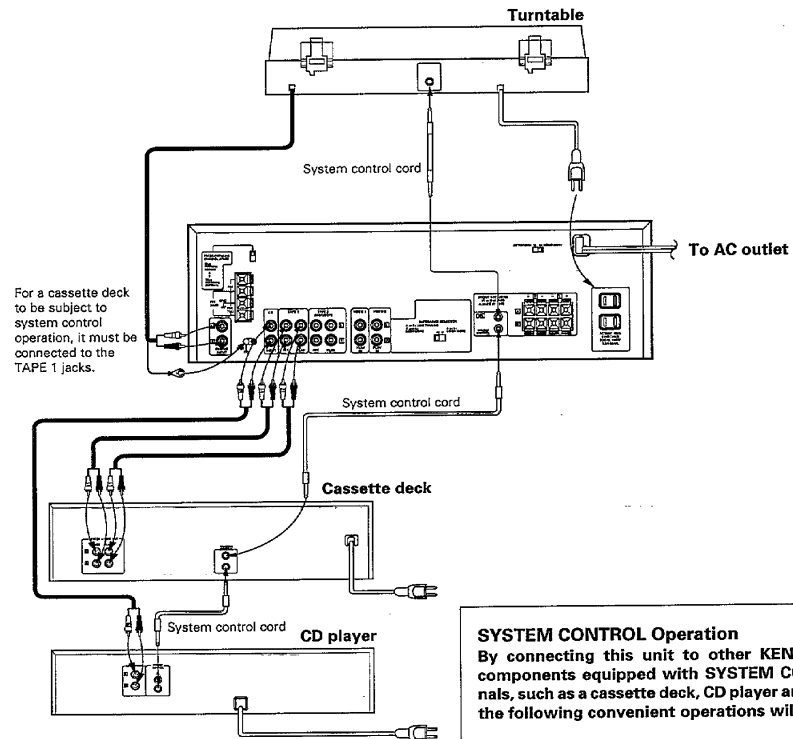 Turntable
System control cord
To AC outlet
For a cassette deck
to be subject to
system control
operation, it must be
connected to the
TAPE 1 jacks.
System control cord
Cassette deck
System control cord
CD player
SYSTEM CONTROL Operation
By connecting this unit to other KEN
components equipped with SYSTEM CO
nals, such as a cassette deck, CD player a
the following convenient operations wil